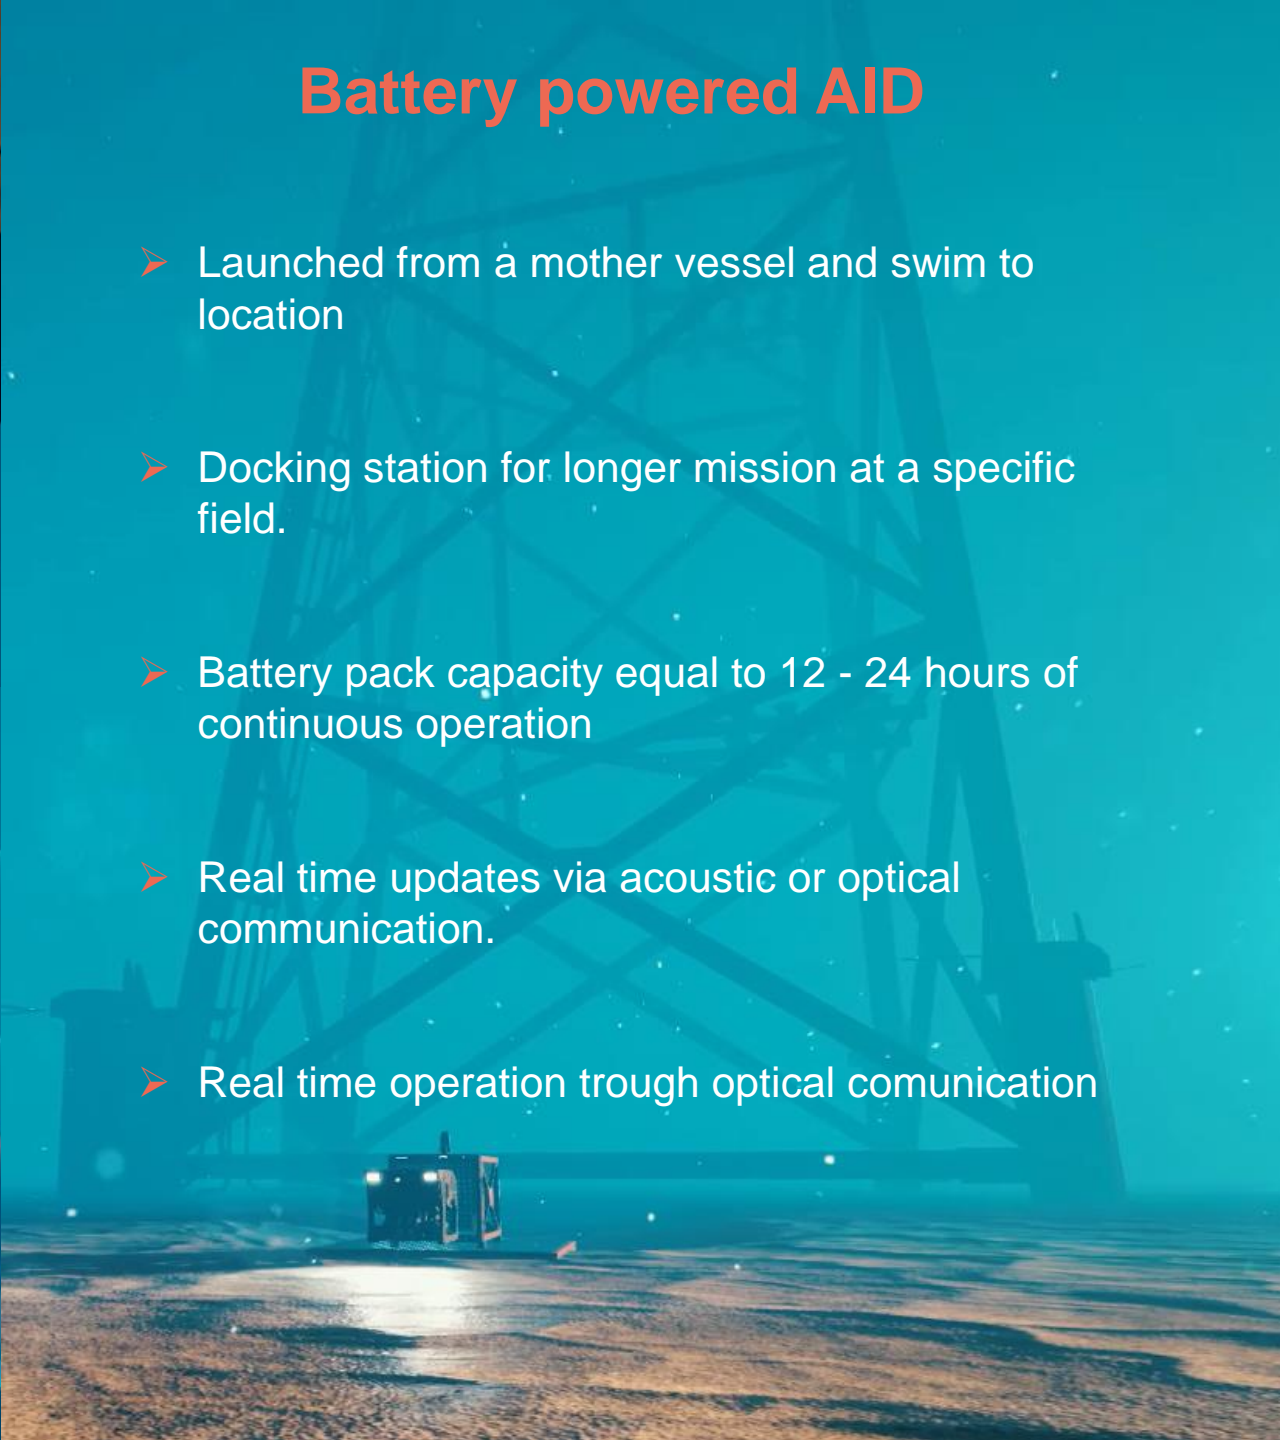 Battery powered AID
Launched from a mother vessel and swim to
location
Docking station for longer mission at a specific
field.
Battery pack capacity equal to 12 - 24 hours of
continuous operation
Real time updates via acoustic or optical
communication.
Real time operation trough optical comunication